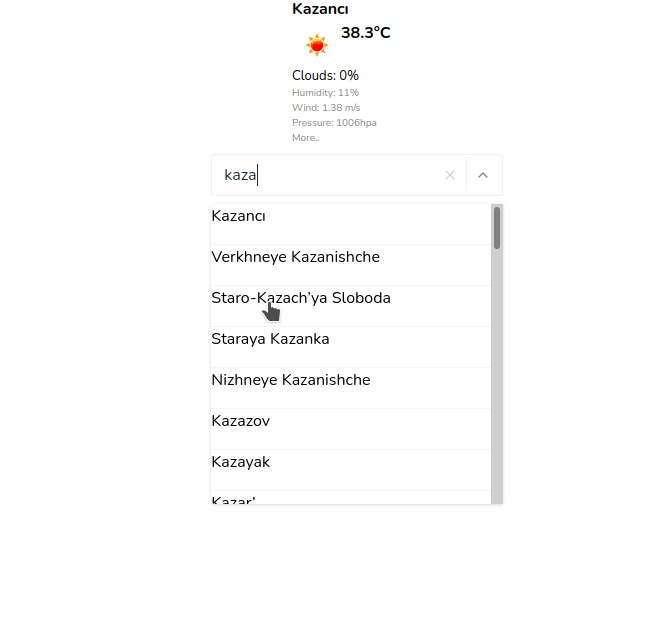 Kazancı
38.3°C
Clouds: 0%
Humidity: 11%
Wind: 1.38 m/s
Pressure: 1006hpa
More..
kaza
Kazancı
Verkhneye Kazanishche
Staro-Kazach’ya Sloboda
Staraya Kazanka
Nizhneye Kazanishche
Kazazov
Kazayak
Kazar’